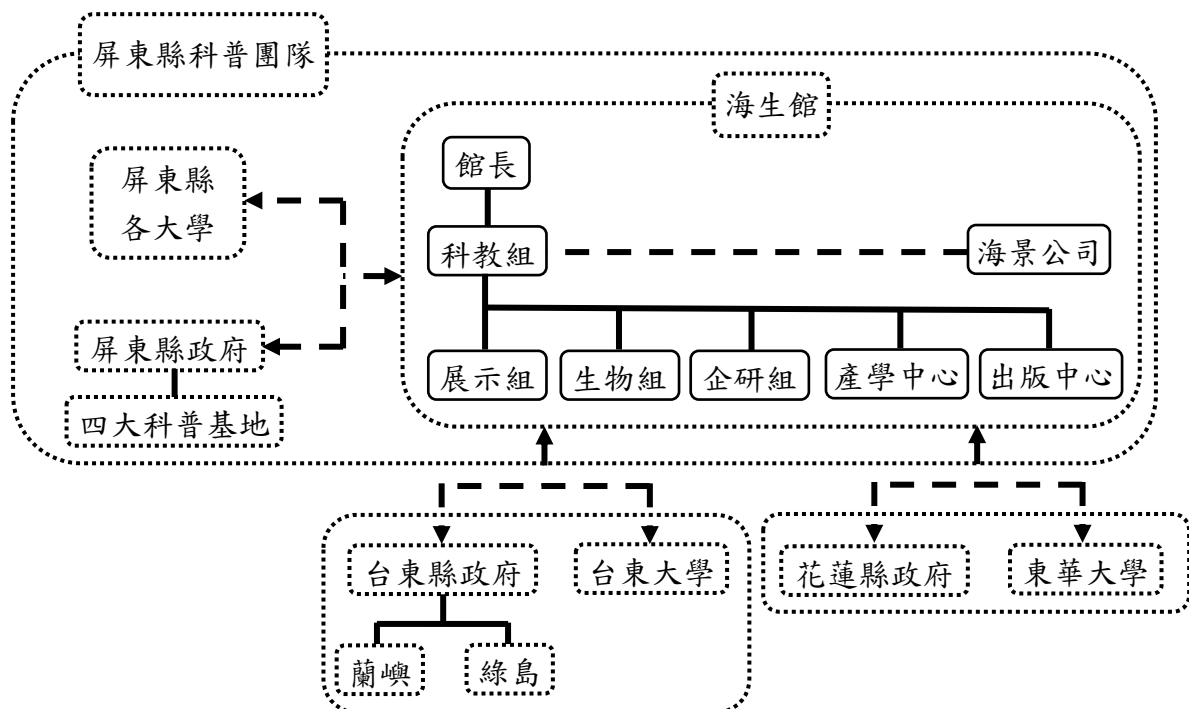 屏東縣科普團隊
海生館
館長
屏東縣
各大學
科教組
海景公司
屏東縣政府
展示組
生物組
企研組
產學中心
出版中心
四大科普基地
台東縣政府
台東大學
花蓮縣政府
東華大學
蘭嶼
綠島